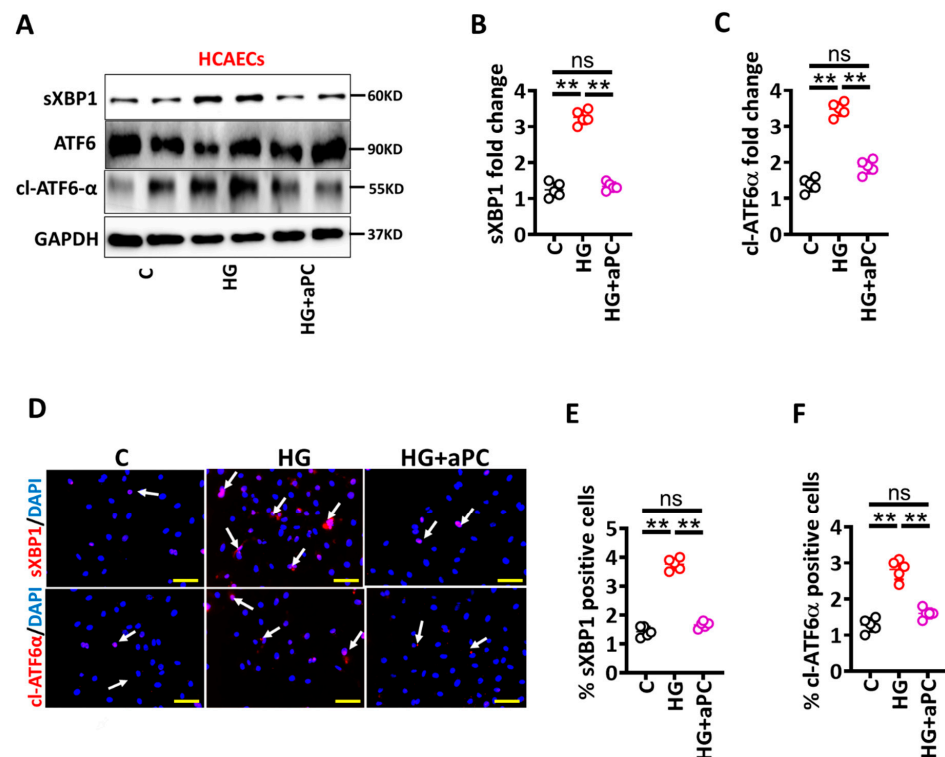 A
HCAECs
sXBP1
60KD
ATF6
90KD
cl-ATF6-α
55KD
GAPDH
37KD
C
HG
HG+aPC
B
ns
** **
sXBP1 fold change
4
3
2
1
0
C
HG
HG+aPC
C
ns
** **
cl-ATF6α fold change
4
3
2
1
0
C
HG
HG+aPC
D
C
HG
HG+aPC
sXBP1/DAPI
cl-ATF6α/DAPI
E
ns
** **
% sXBP1 positive cells
5
4
3
2
1
0
C
HG
HG+aPC
F
ns
** **
% cl-ATF6α positive cells
4
3
2
1
0
C
HG
HG+aPC